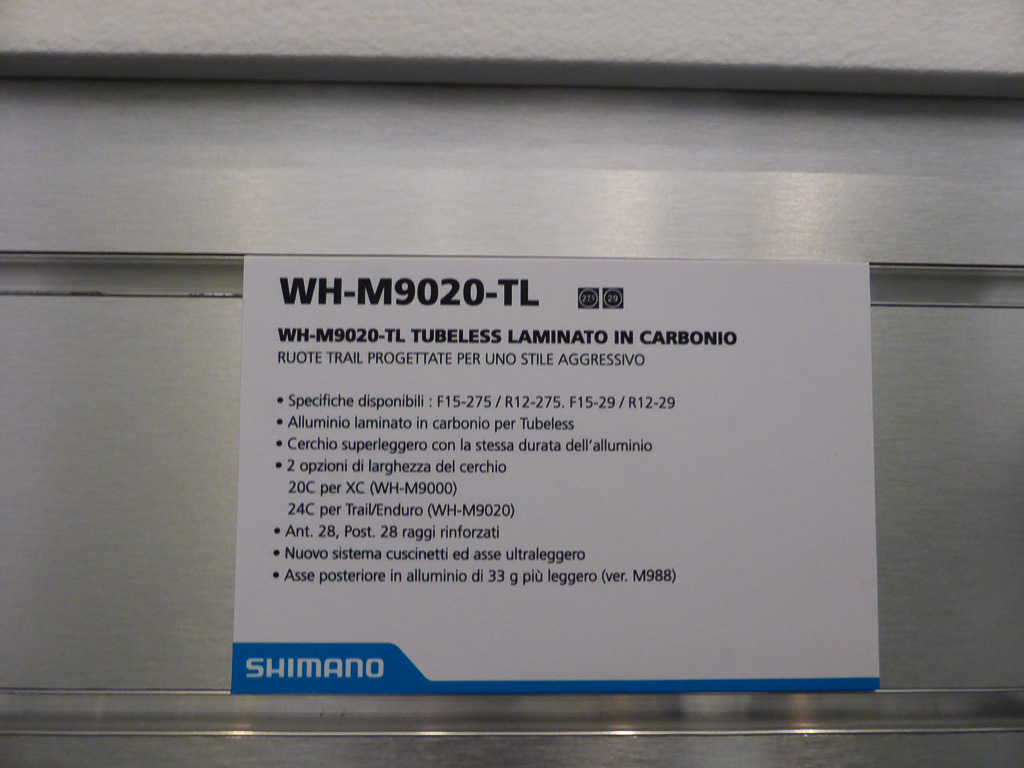 WH-M9020-TL 27.5 29
WH-M9020-TL TUBELESS LAMINATO IN CARBONIO
RUOTE TRAIL PROGETTATE PER UNO STILE AGGRESSIVO
• Specifiche disponibili : F15-275 / R12-275. F15-29 / R12-29
• Alluminio laminato in carbonio per Tubeless
• Cerchio superleggero con la stessa durata dell'alluminio
• 2 opzioni di larghezza del cerchio
20C per XC (WH-M9000)
24C per Trail/Enduro (WH-M9020)
• Ant. 28, Post. 28 raggi rinforzati
• Nuovo sistema cuscinetti ed asse ultraleggero
• Asse posteriore in alluminio di 33 g più leggero (ver. M988)
SHIMANO